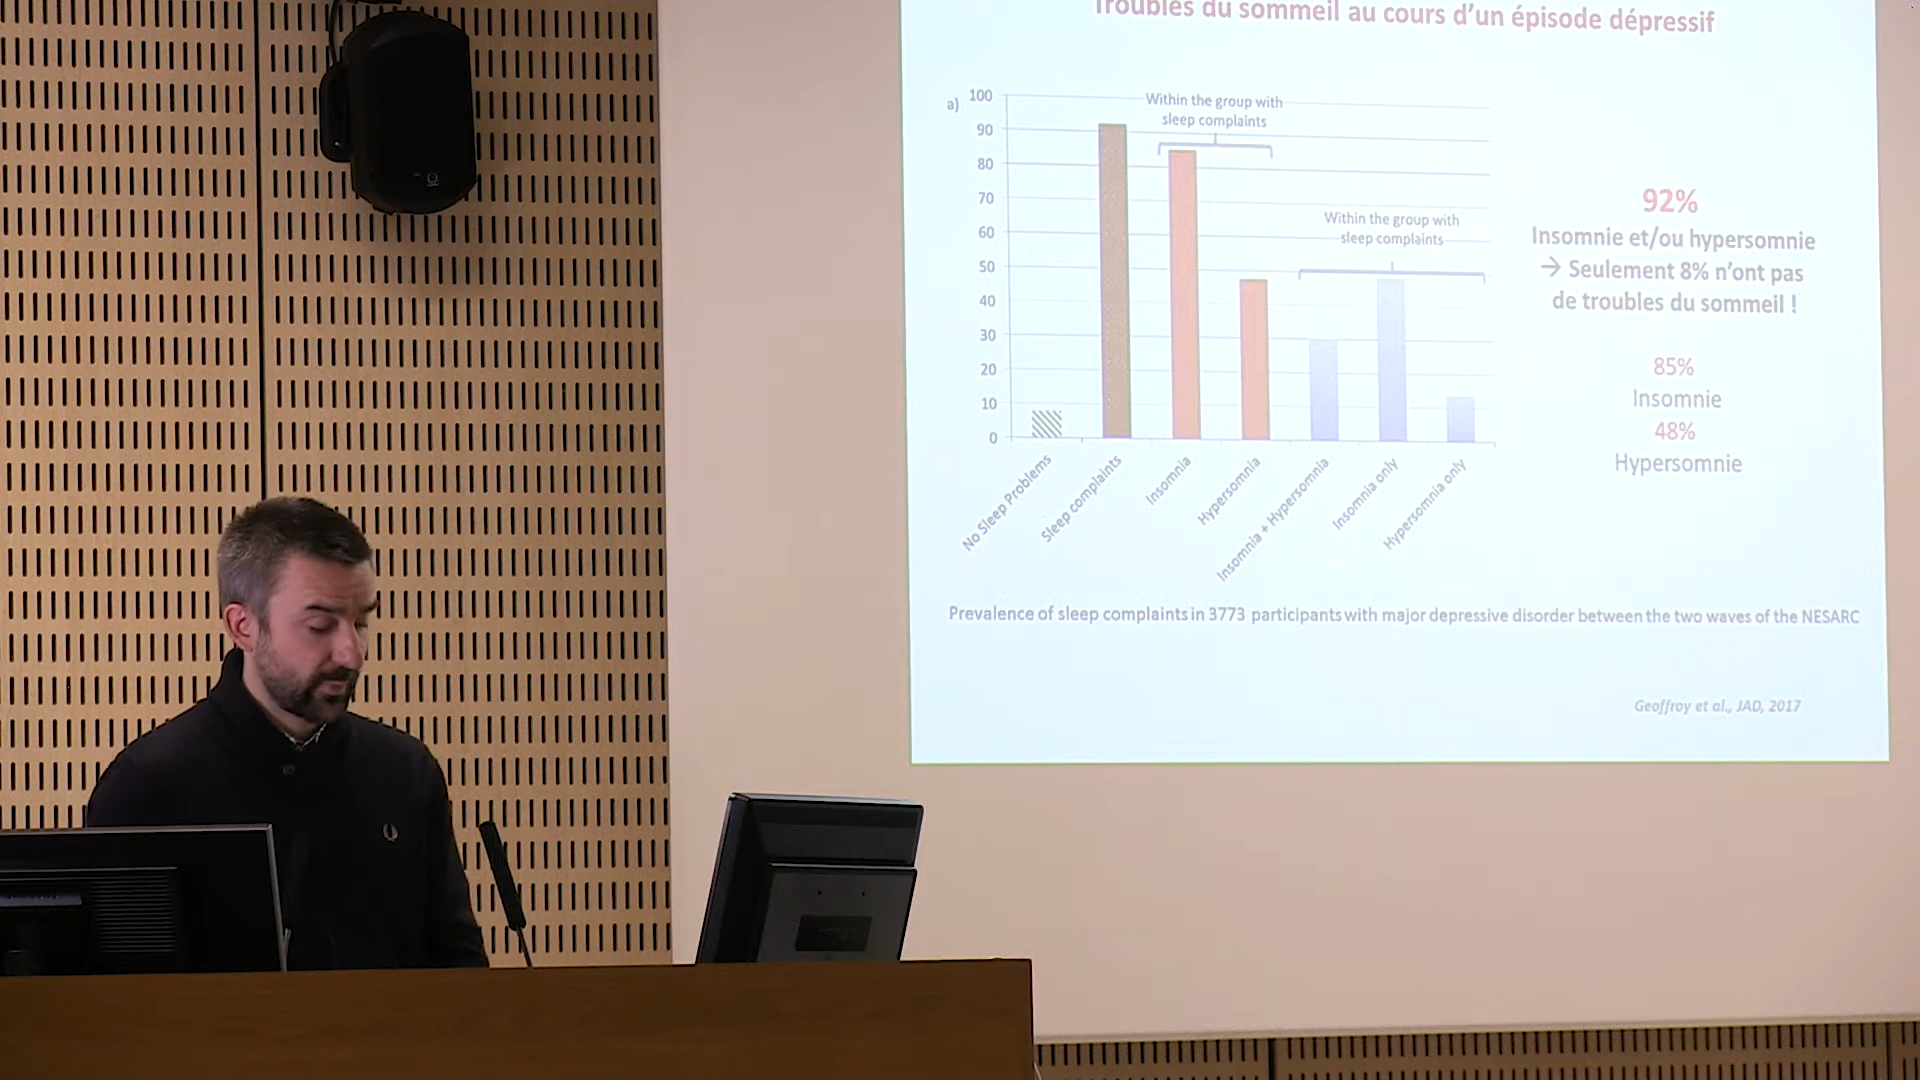 Troubles du sommeil au cours d'un épisode dépressif
a)
100
90
80
70
60
50
40
30
20
10
0
Within the group with
sleep complaints
Within the group with
sleep complaints
No Sleep Problems
Sleep complaints
Insomnia
Hypersomnia
Insomnia + Hypersomnia
Insomnia only
Hypersomnia only
92%
Insomnie et/ou hypersomnie
→ Seulement 8% n'ont pas
de troubles du sommeil !
85%
Insomnie
48%
Hypersomnie
Prevalence of sleep complaints in 3773 participants with major depressive disorder between the two waves of the NESARC
Geoffroy et al., JAD, 2017